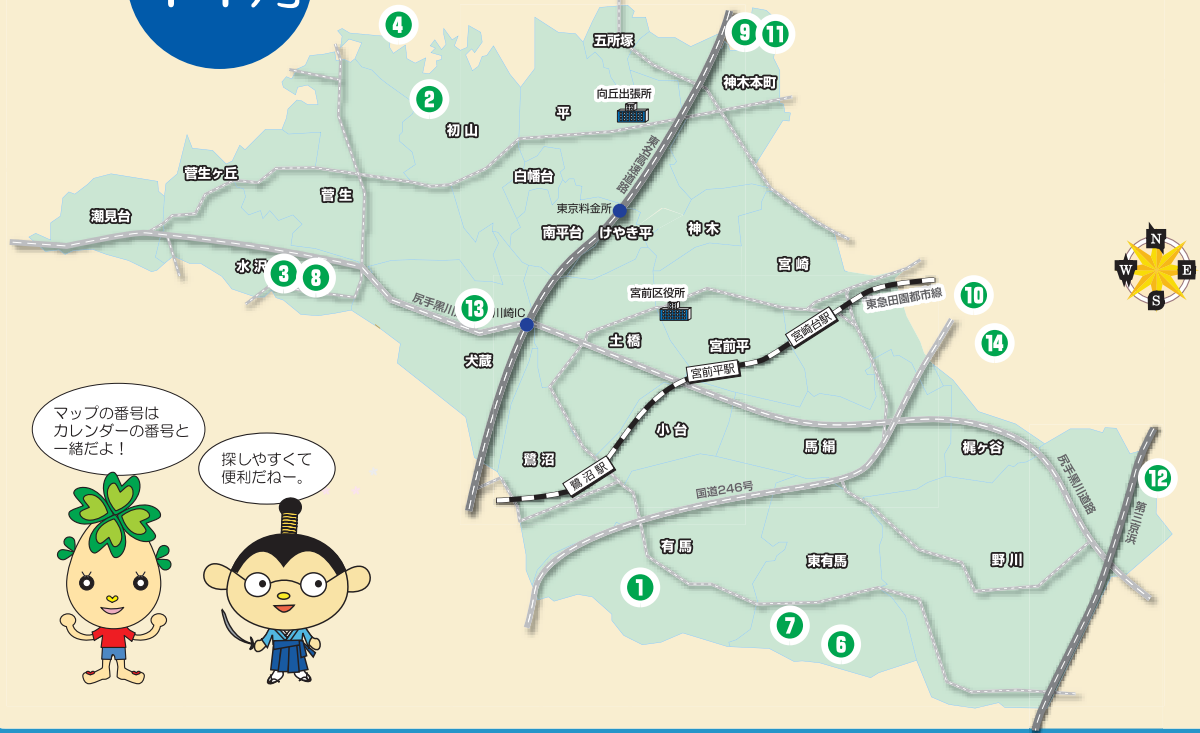 4
9
11
五所塚
神木本町
向丘出張所
2
平
初山
東名高速道路
菅生ヶ丘
白幡台
菅生
東京料金所
潮見台
南平台
けやき平
神木
水沢
3
8
宮崎
宮前区役所
東急田園都市線
10
尻手黒川
13
川崎IC
土橋
宮前平
宮崎台駅
14
犬蔵
宮前平駅
N
W
E
S
小台
馬絹
梶ヶ谷
鷺沼
鷺沼駅
国道246号
尻手黒川道路
12
第三京浜
有馬
東有馬
野川
1
7
6
マップの番号は
カレンダーの番号と
一緒だよ！
探しやすくて
便利だねー。